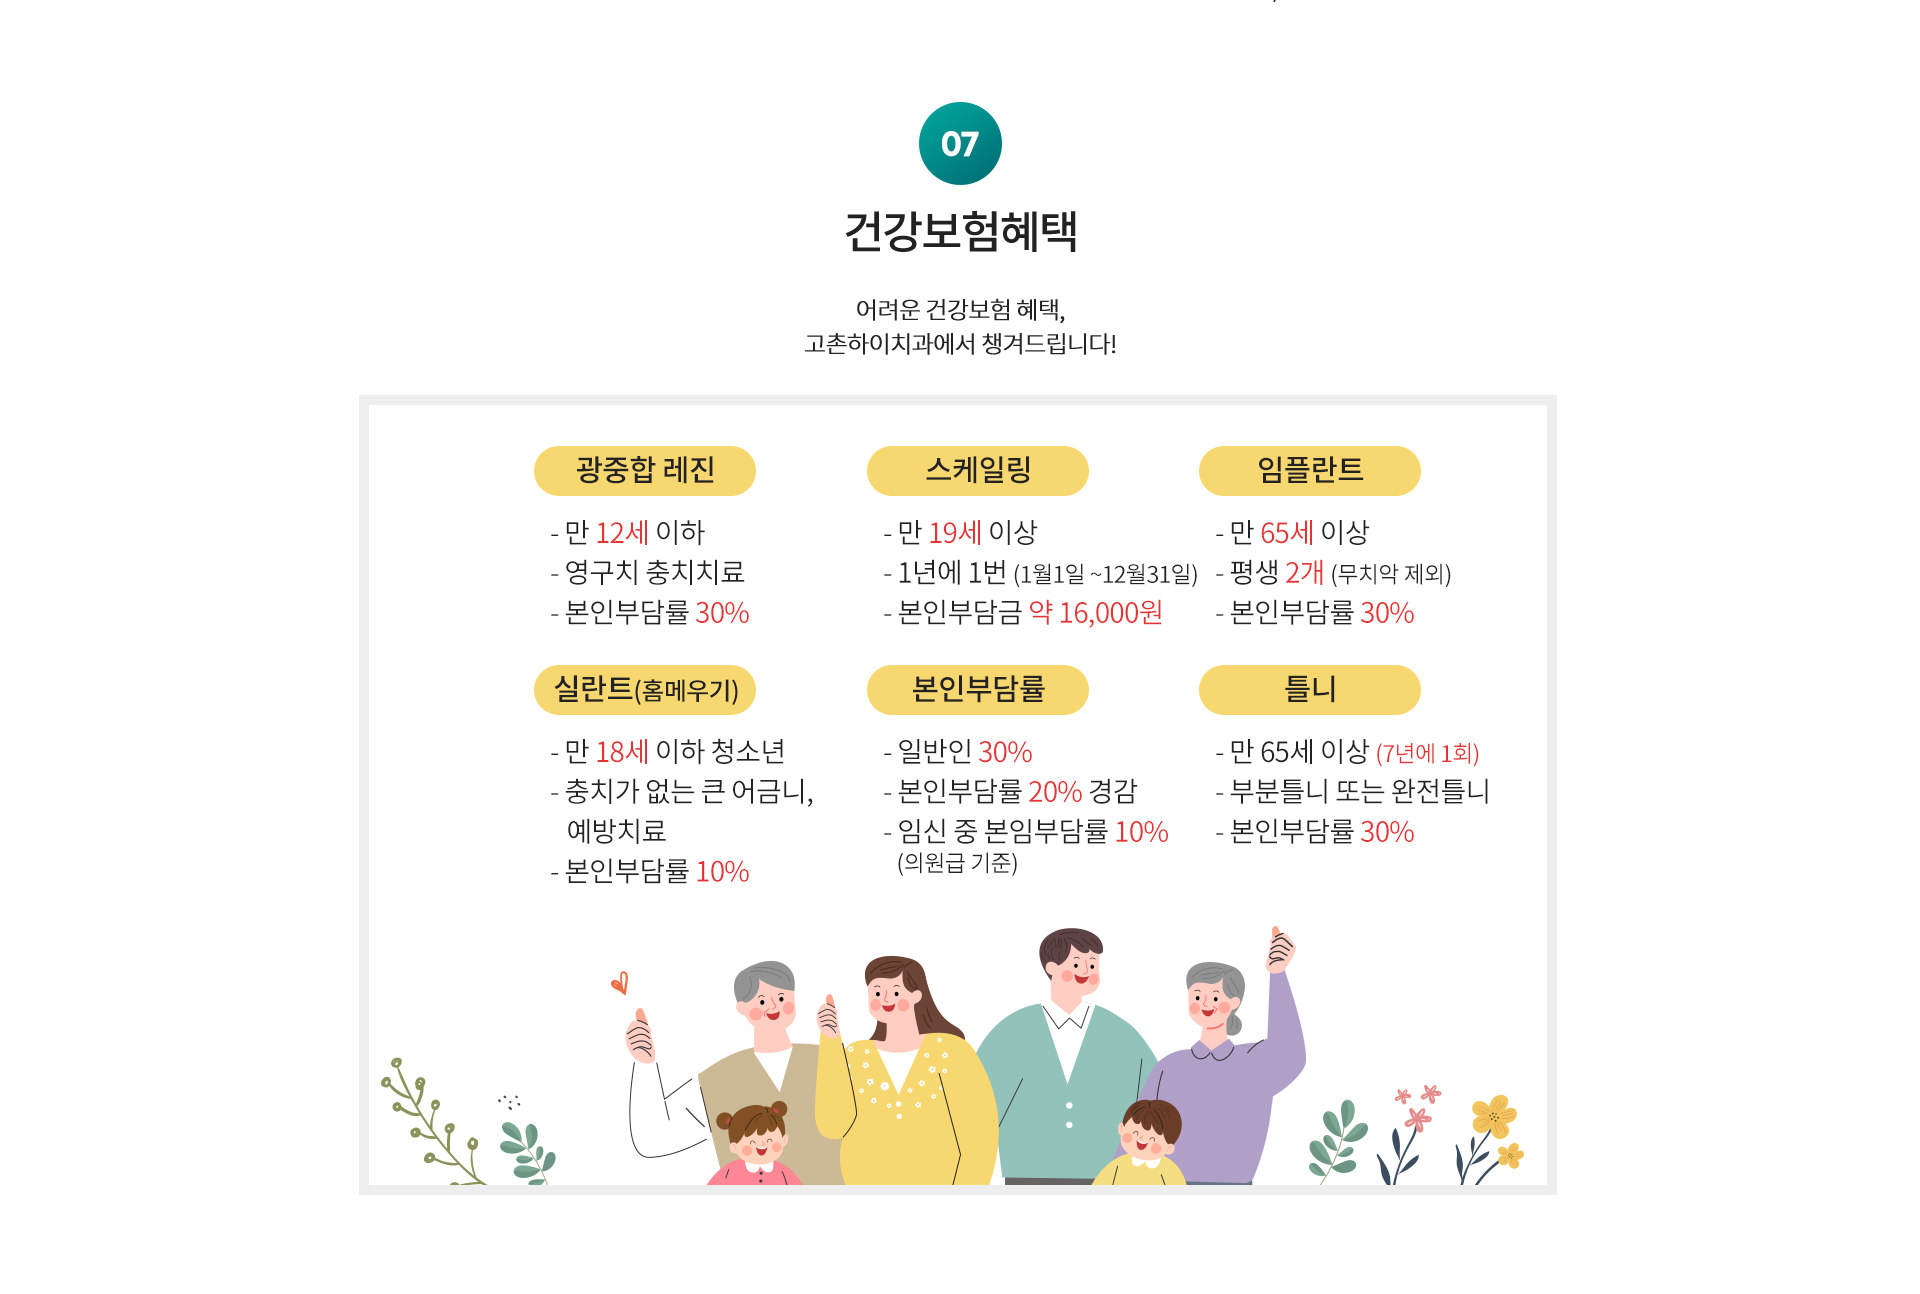 07
건강보험혜택
어려운 건강보험 혜택,
고촌하이치과에서 챙겨드립니다!
광중합 레진
- 만 12세 이하
- 영구치 충치치료
- 본인부담률 30%
스케일링
- 만 19세 이상
- 1년에 1번 (1월1일 ~12월31일)
- 본인부담금 약 16,000원
임플란트
- 만 65세 이상
- 평생 2개 (무치악 제외)
- 본인부담률 30%
실란트(홈메우기)
- 만 18세 이하 청소년
- 충치가 없는 큰 어금니,
예방치료
- 본인부담률 10%
본인부담률
- 일반인 30%
- 본인부담률 20% 경감
- 임신 중 본임부담률 10%
(의원급 기준)
틀니
- 만 65세 이상 (7년에 1회)
- 부분틀니 또는 완전틀니
- 본인부담률 30%